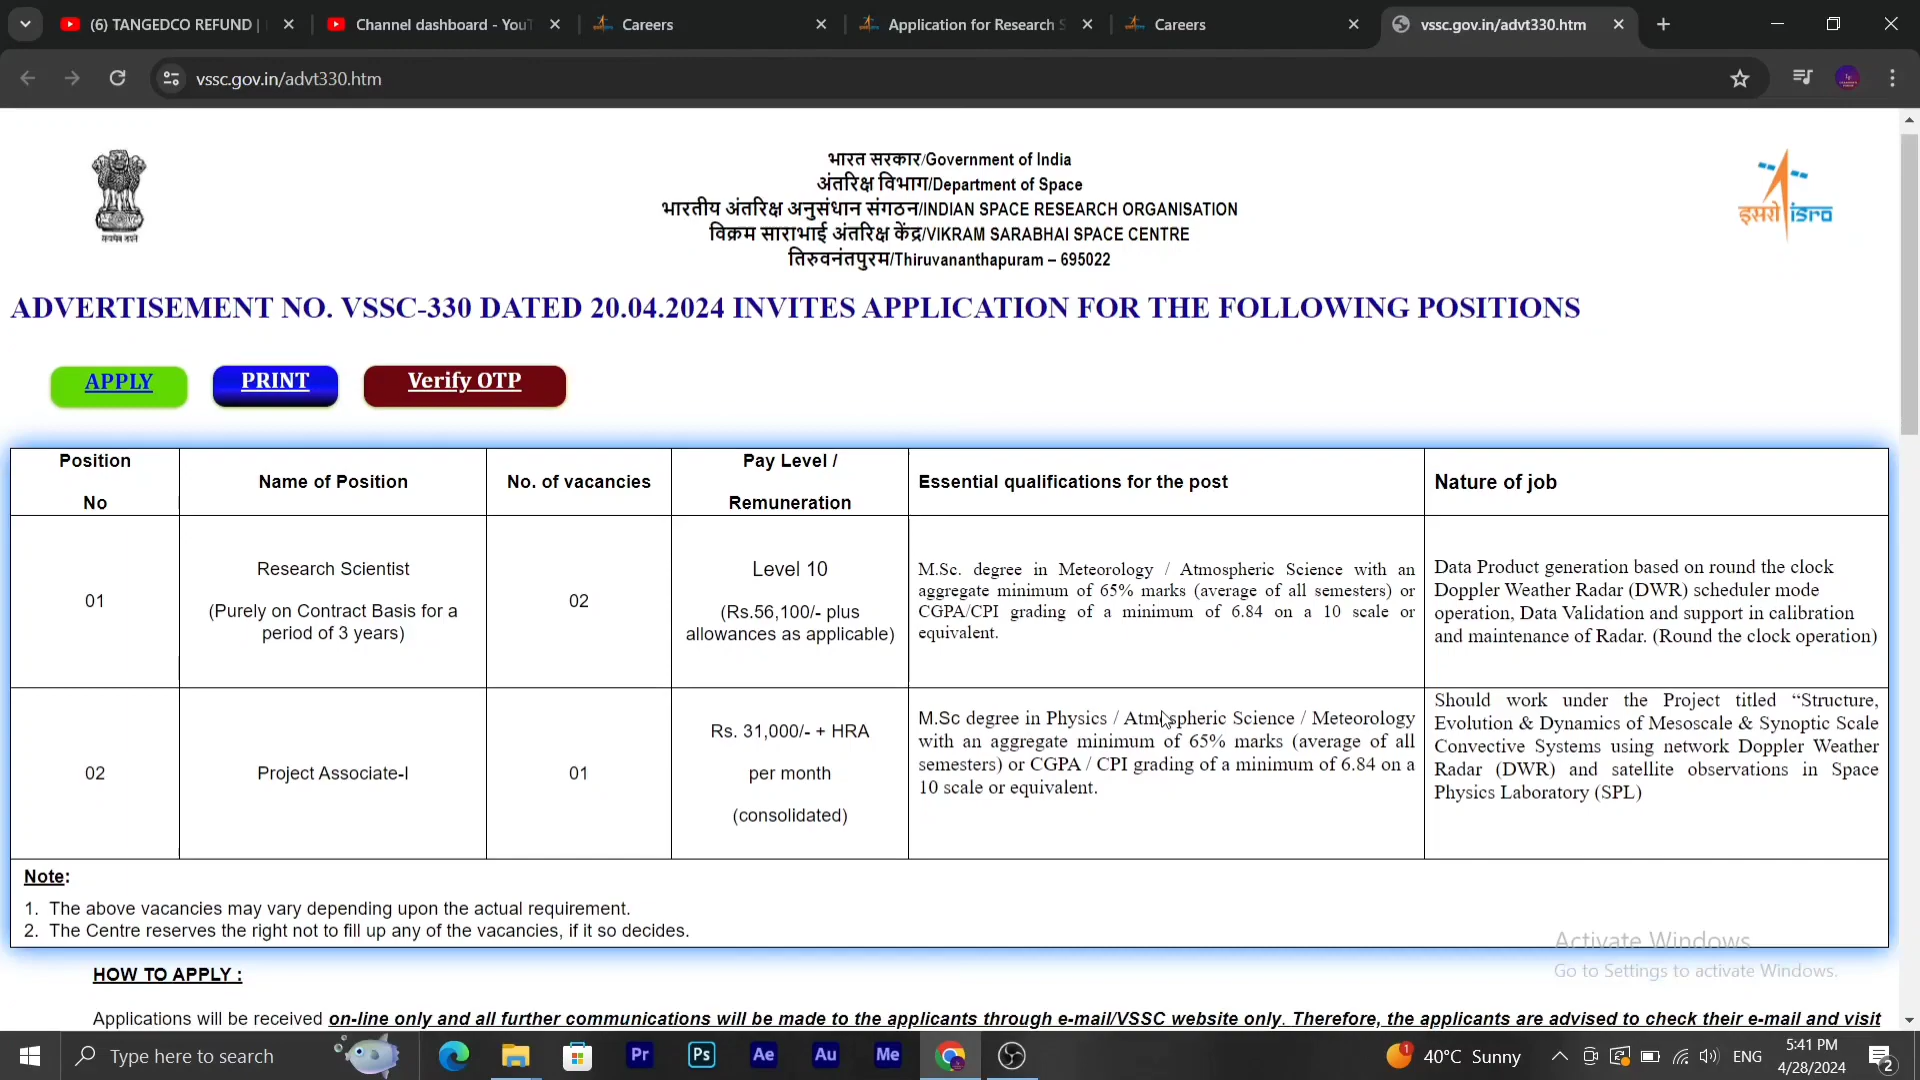 (6) TANGEDCO REFUND |
Channel dashboard - YouT
Careers
Application for Research S
Careers
vssc.gov.in/advt330.htm
vssc.gov.in/advt330.htm
सत्यमेव जयते
भारत सरकार/Government of India
अंतरिक्ष विभाग/Department of Space
भारतीय अंतरिक्ष अनुसंधान संगठन/INDIAN SPACE RESEARCH ORGANISATION
विक्रम साराभाई अंतरिक्ष केंद्र/VIKRAM SARABHAI SPACE CENTRE
तिरुवनंतपुरम/Thiruvananthapuram – 695022
इसरो isro
ADVERTISEMENT NO. VSSC-330 DATED 20.04.2024 INVITES APPLICATION FOR THE FOLLOWING POSITIONS
APPLY
PRINT
Verify OTP
Position
No
Name of Position
No. of vacancies
Pay Level /
Remuneration
Essential qualifications for the post
Nature of job
01
Research Scientist
(Purely on Contract Basis for a
period of 3 years)
02
Level 10
(Rs.56,100/- plus
allowances as applicable)
M.Sc. degree in Meteorology / Atmospheric Science with an
aggregate minimum of 65% marks (average of all semesters) or
CGPA/CPI grading of a minimum of 6.84 on a 10 scale or
equivalent.
Data Product generation based on round the clock
Doppler Weather Radar (DWR) scheduler mode
operation, Data Validation and support in calibration
and maintenance of Radar. (Round the clock operation)
02
Project Associate-I
01
Rs. 31,000/- + HRA
per month
(consolidated)
M.Sc degree in Physics / Atmospheric Science / Meteorology
with an aggregate minimum of 65% marks (average of all
semesters) or CGPA / CPI grading of a minimum of 6.84 on a
10 scale or equivalent.
Should work under the Project titled “Structure,
Evolution & Dynamics of Mesoscale & Synoptic Scale
Convective Systems using network Doppler Weather
Radar (DWR) and satellite observations in Space
Physics Laboratory (SPL)
Note:
1. The above vacancies may vary depending upon the actual requirement.
2. The Centre reserves the right not to fill up any of the vacancies, if it so decides.
Activate Windows
Go to Settings to activate Windows.
HOW TO APPLY :
Applications will be received on-line only and all further communications will be made to the applicants through e-mail/VSSC website only. Therefore, the applicants are advised to check their e-mail and visit
Type here to search
Pr
Ps
Ae
Au
Me
1
40°C Sunny
ENG
5:41 PM
4/28/2024
2